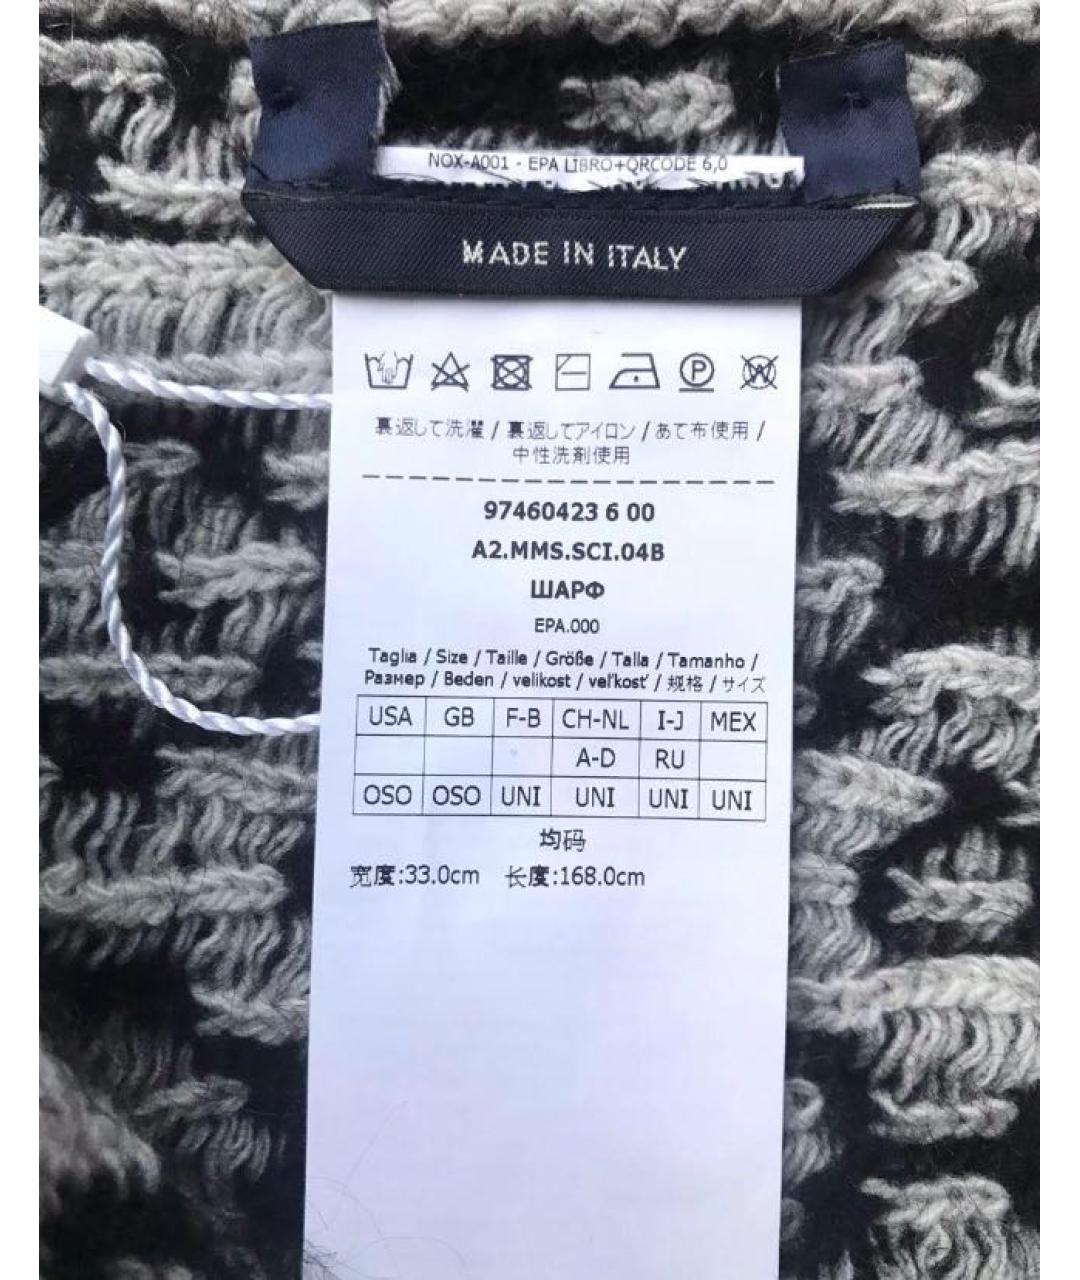 NOX-A001 - EPA LIBRO+QRCODE 6,0
MADE IN ITALY
P W
裏返して洗濯 / 裏返してアイロン / あて布使用 /
中性洗剤使用
97460423 6 00
A2.MMS.SCI.04B
ШАРФ
EPA.000
Taglia / Size / Taille / Größe / Talla / Tamanho /
Размер / Beden / velikost / veľkosť / 规格 / サイズ
USA GB F-B CH-NL I-J MEX
A-D RU
OSO OSO UNI UNI UNI UNI
均码
宽度:33.0cm 长度:168.0cm